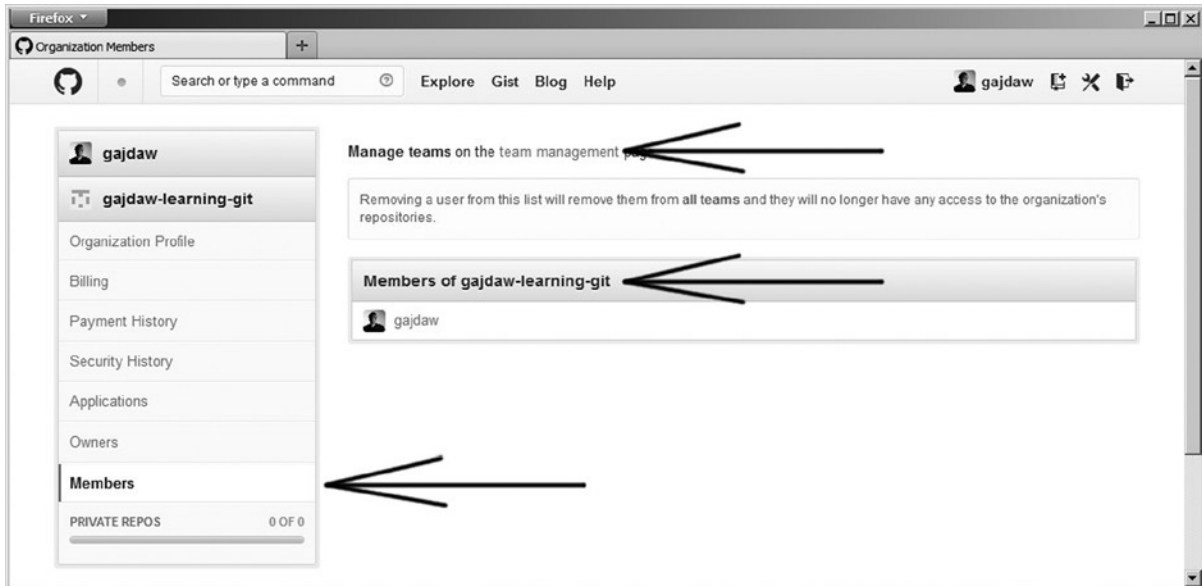 Firefox
Organization Members
Search or type a command
Explore Gist Blog Help
gajdaw
gajdaw
gajdaw-learning-git
Organization Profile
Billing
Payment History
Security History
Applications
Owners
Members
PRIVATE REPOS 0 OF 0
Manage teams on the team management
Removing a user from this list will remove them from all teams and they will no longer have any access to the organization's
repositories.
Members of gajdaw-learning-git
gajdaw